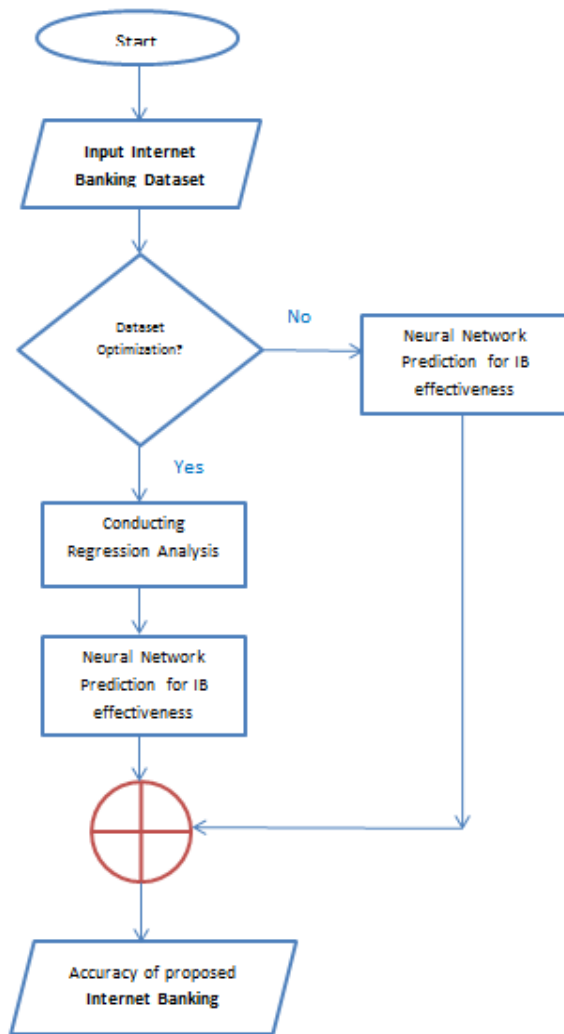 Start
Input Internet
Banking Dataset
Dataset
Optimization?
No
Neural Network
Prediction for IB
effectiveness
Yes
Conducting
Regression Analysis
Neural Network
Prediction for IB
effectiveness
Accuracy of proposed
Internet Banking